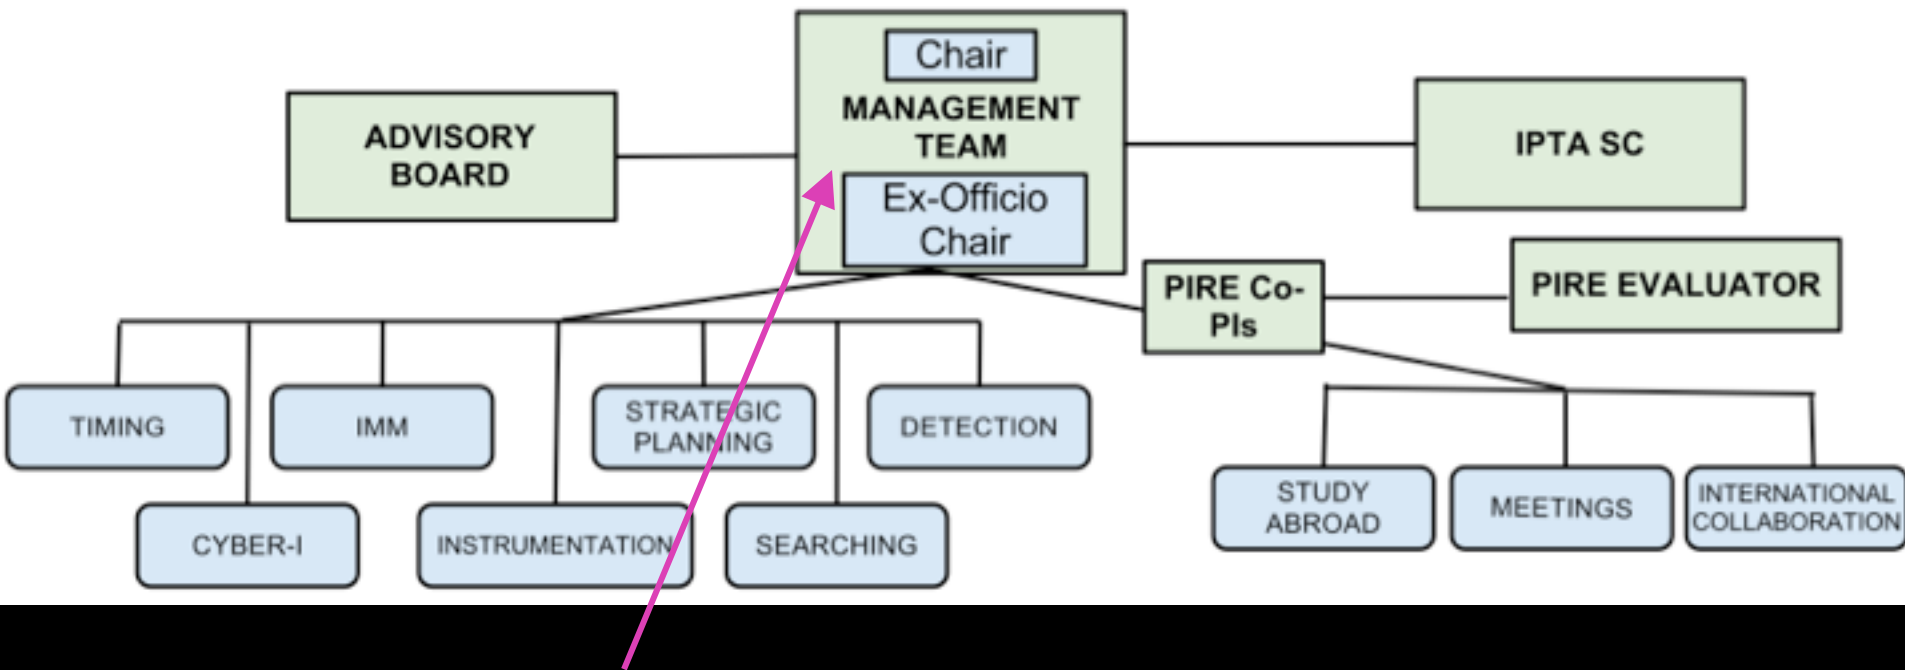 Chair
MANAGEMENT
TEAM
Ex-Officio
Chair
ADVISORY
BOARD
IPTA SC
PIRE Co-
PIs
PIRE EVALUATOR
TIMING
IMM
STRATEGIC
PLANNING
DETECTION
CYBER-I
INSTRUMENTATION
SEARCHING
STUDY
ABROAD
MEETINGS
INTERNATIONAL
COLLABORATION